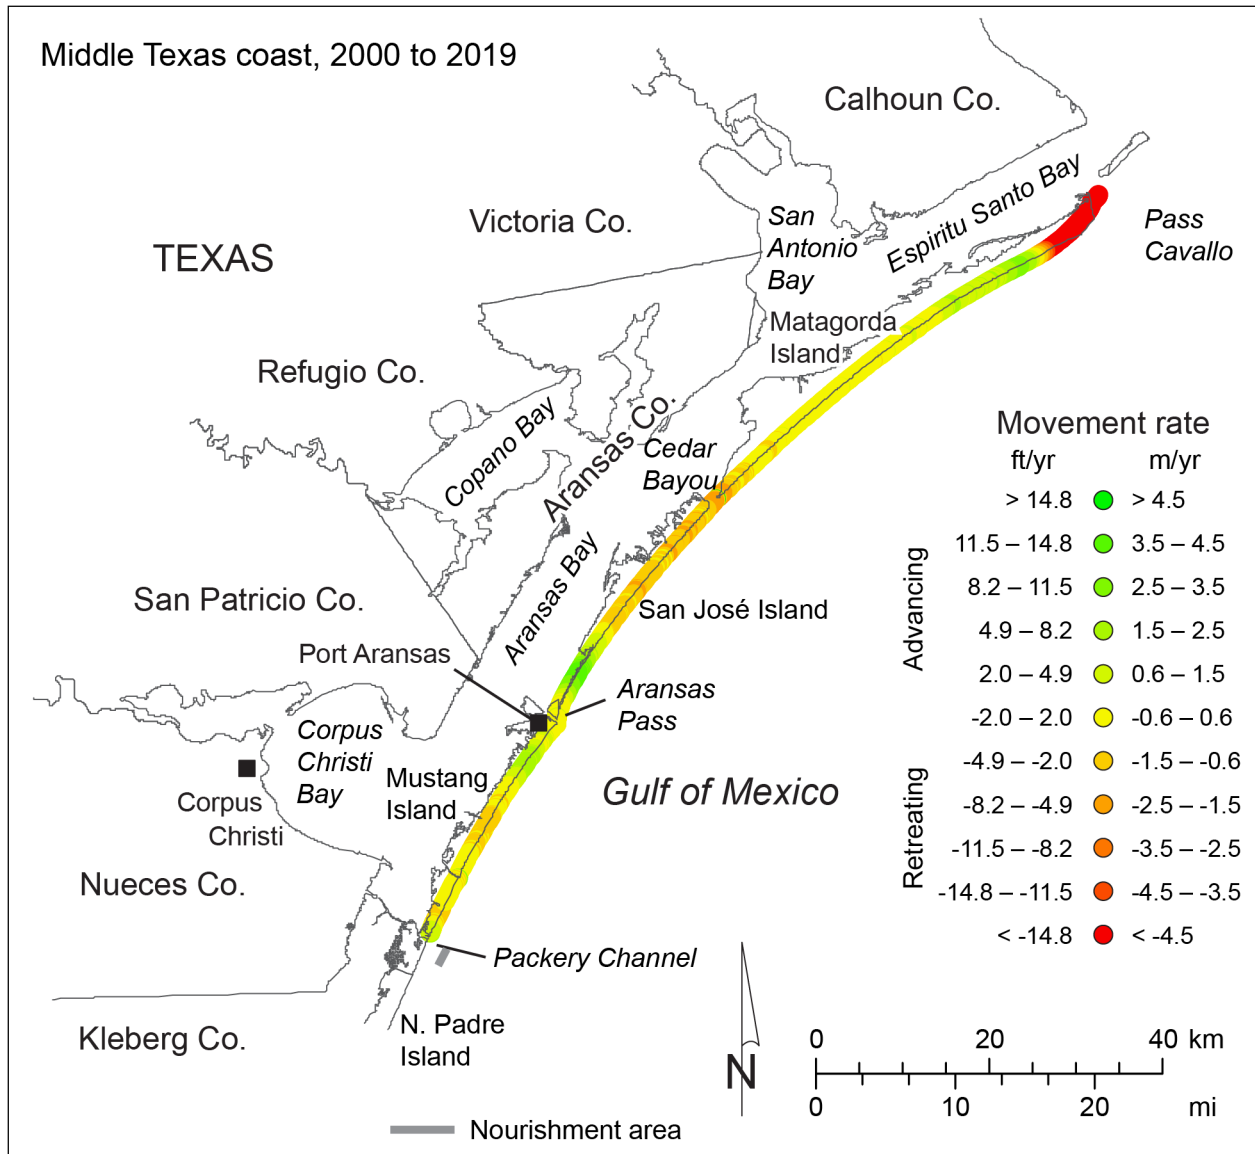 Middle Texas coast, 2000 to 2019
Calhoun Co.
Victoria Co.
San
Antonio
Bay
Espiritu Santo Bay
Pass
Cavallo
TEXAS
Matagorda
Island
Refugio Co.
Copano Bay
Aransas Co.
Cedar
Bayou
San Patricio Co.
Aransas Bay
San José Island
Port Aransas
Aransas
Pass
Corpus
Christi
Bay
Mustang
Island
Gulf of Mexico
Corpus
Christi
Nueces Co.
Packery Channel
Kleberg Co.
N. Padre
Island
Nourishment area
Movement rate
ft/yr m/yr
> 14.8 > 4.5
11.5 – 14.8 3.5 – 4.5
8.2 – 11.5 2.5 – 3.5
4.9 – 8.2 1.5 – 2.5
2.0 – 4.9 0.6 – 1.5
-2.0 – 2.0 -0.6 – 0.6
-4.9 – -2.0 -1.5 – -0.6
-8.2 – -4.9 -2.5 – -1.5
-11.5 – -8.2 -3.5 – -2.5
-14.8 – -11.5 -4.5 – -3.5
< -14.8 < -4.5
Advancing
Retreating
N
0 20 40 km
0 10 20 mi